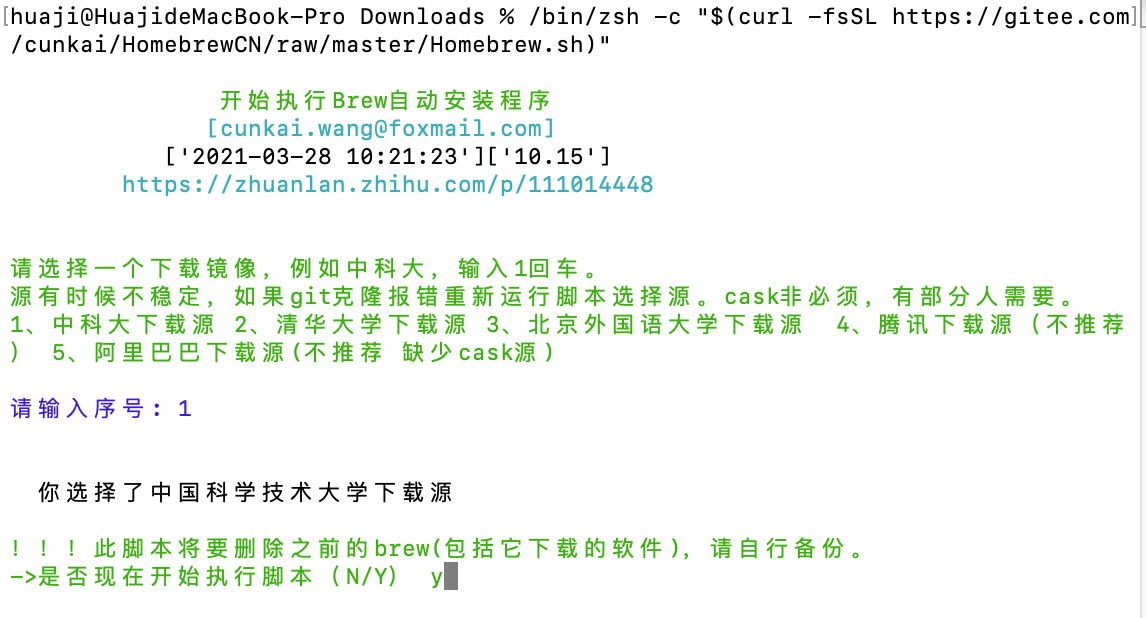 [huaji@HuajideMacBook-Pro Downloads % /bin/zsh -c "$(curl -fsSL https://gitee.com]
/cunkai/HomebrewCN/raw/master/Homebrew.sh)"
开始执行Brew自动安装程序
[cunkai.wang@foxmail.com]
['2021-03-28 10:21:23']['10.15']
https://zhuanlan.zhihu.com/p/111014448
请选择一个下载镜像，例如中科大，输入1回车。
源有时候不稳定，如果git克隆报错重新运行脚本选择源。cask非必须，有部分人需要。
1、中科大下载源 2、清华大学下载源 3、北京外国语大学下载源 4、腾讯下载源（不推荐
） 5、阿里巴巴下载源(不推荐 缺少cask源)
请输入序号: 1
你选择了中国科学技术大学下载源
！！！此脚本将要删除之前的brew(包括它下载的软件)，请自行备份。
->是否现在开始执行脚本（N/Y） y